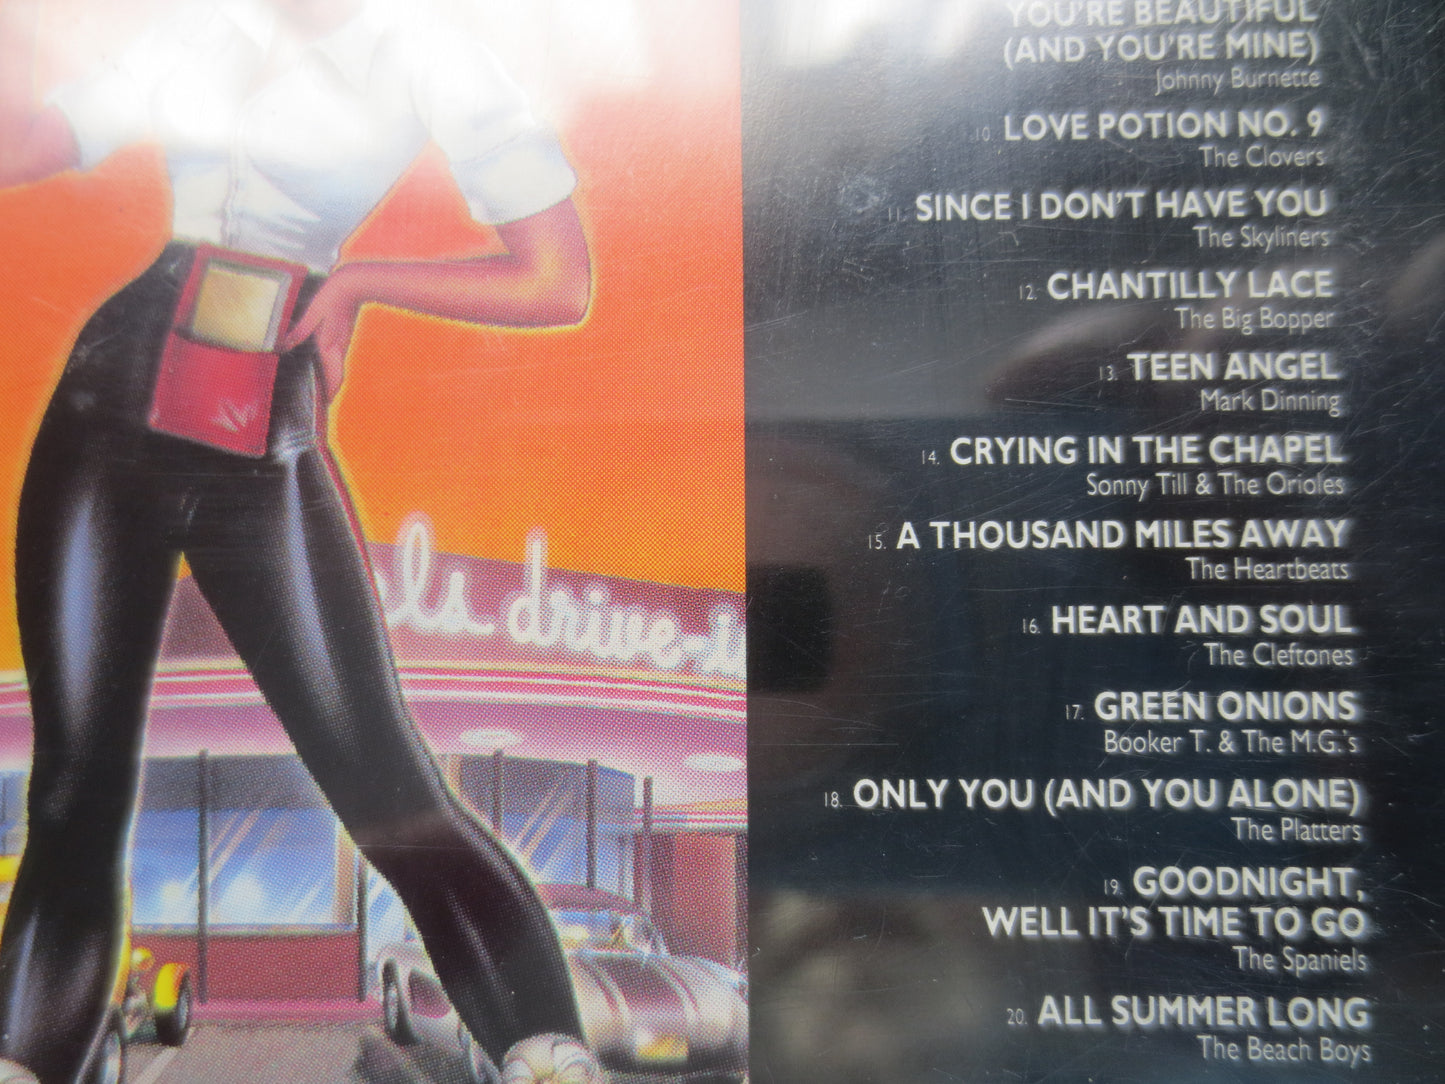 YOU'RE BEAUTIFUL
(AND YOU'RE MINE)
Johnny Burnette
10. LOVE POTION NO. 9
The Clovers
11. SINCE I DON'T HAVE YOU
The Skyliners
12. CHANTILLY LACE
The Big Bopper
13. TEEN ANGEL
Mark Dinning
14. CRYING IN THE CHAPEL
Sonny Till & The Orioles
15. A THOUSAND MILES AWAY
The Heartbeats
16. HEART AND SOUL
The Cleftones
17. GREEN ONIONS
Booker T. & The M.G.'s
18. ONLY YOU (AND YOU ALONE)
The Platters
19. GOODNIGHT,
WELL IT'S TIME TO GO
The Spaniels
20. ALL SUMMER LONG
The Beach Boys
els drive-i